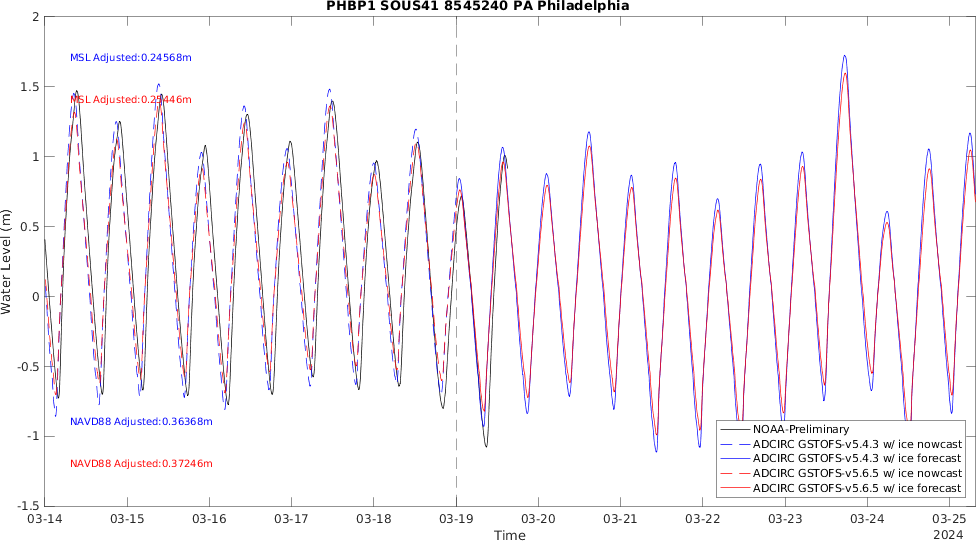 PHBP1 SOUS41 8545240 PA Philadelphia
2
1.5
1
0.5
0
-0.5
-1
-1.5
Water Level (m)
MSL Adjusted:0.24568m
MSL Adjusted:0.25446m
NAVD88 Adjusted:0.36368m
NAVD88 Adjusted:0.37246m
NOAA-Preliminary
ADCIRC GSTOFS-v5.4.3 w/ ice nowcast
ADCIRC GSTOFS-v5.4.3 w/ ice forecast
ADCIRC GSTOFS-v5.6.5 w/ ice nowcast
ADCIRC GSTOFS-v5.6.5 w/ ice forecast
03-14 03-15 03-16 03-17 03-18 03-19 03-20 03-21 03-22 03-23 03-24 03-25
Time
2024